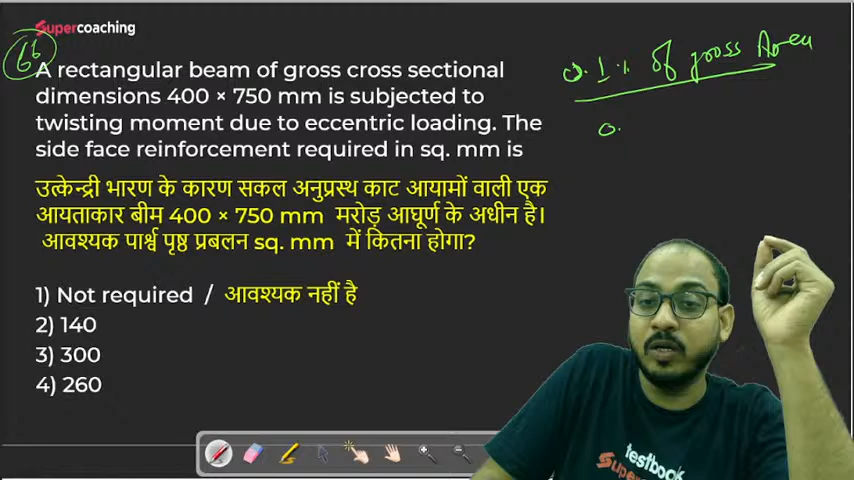 Supercoaching
66
A rectangular beam of gross cross sectional
dimensions 400 × 750 mm is subjected to
twisting moment due to eccentric loading. The
side face reinforcement required in sq. mm is
0.1% of gross Area
0.
उत्केन्द्री भारण के कारण सकल अनुप्रस्थ काट आयामों वाली एक
आयताकार बीम 400 × 750 mm मरोड़ आघूर्ण के अधीन है।
आवश्यक पार्श्व पृष्ठ प्रबलन sq. mm में कितना होगा?
1) Not required / आवश्यक नहीं है
2) 140
3) 300
4) 260
testbook